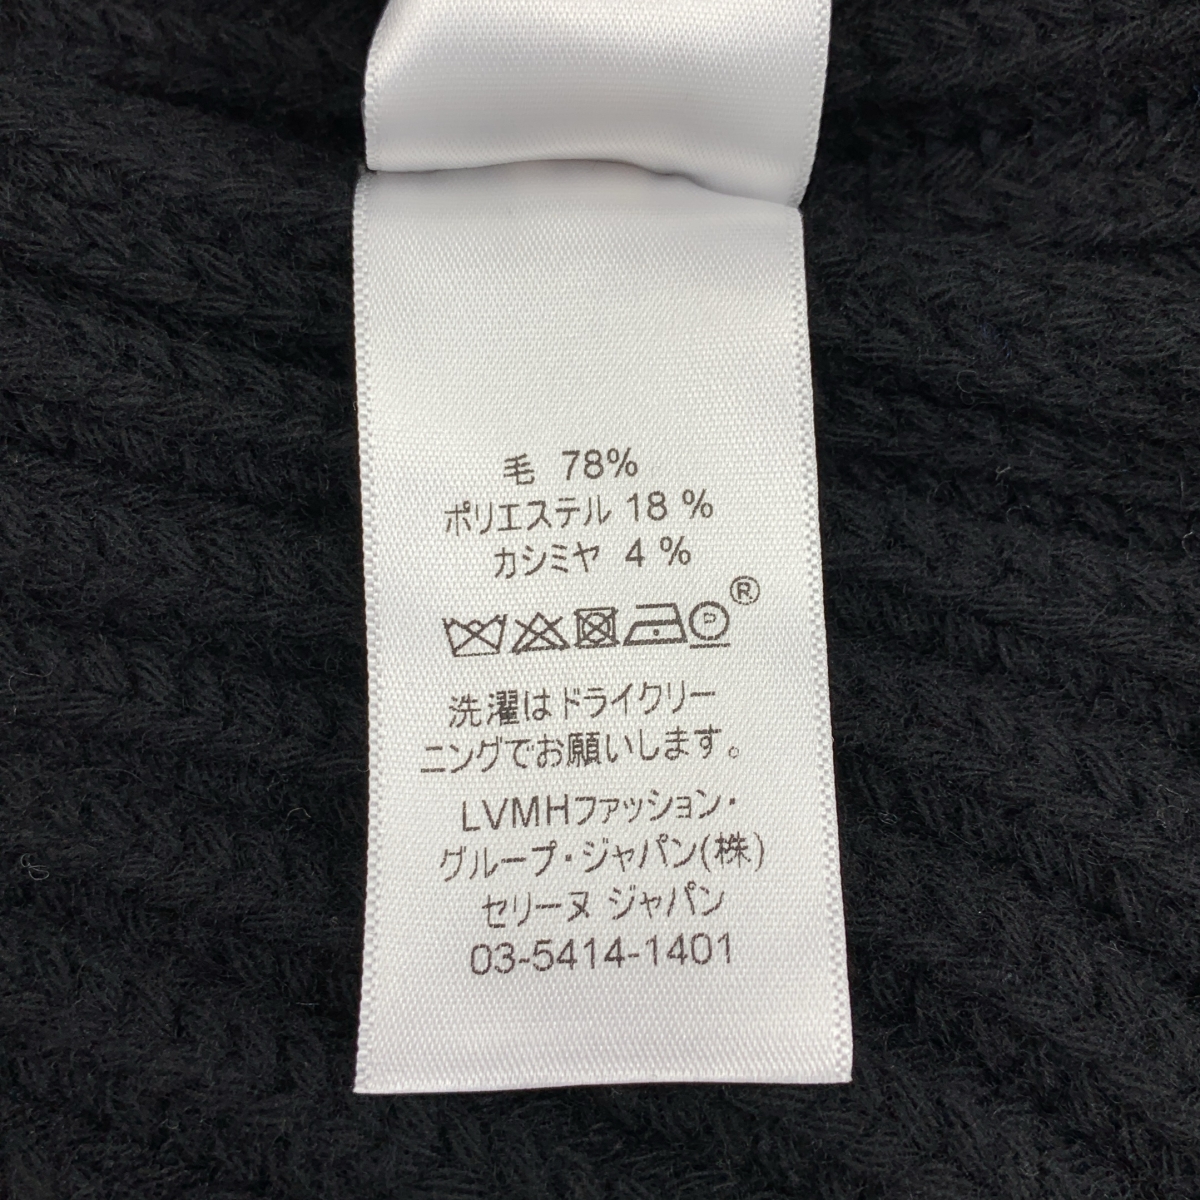 毛 78%
ポリエステル 18 %
カシミヤ 4 %
P ®
洗濯はドライクリー
ニングでお願いします。
LVMHファッション・
グループ・ジャパン(株)
セリーヌ ジャパン
03-5414-1401